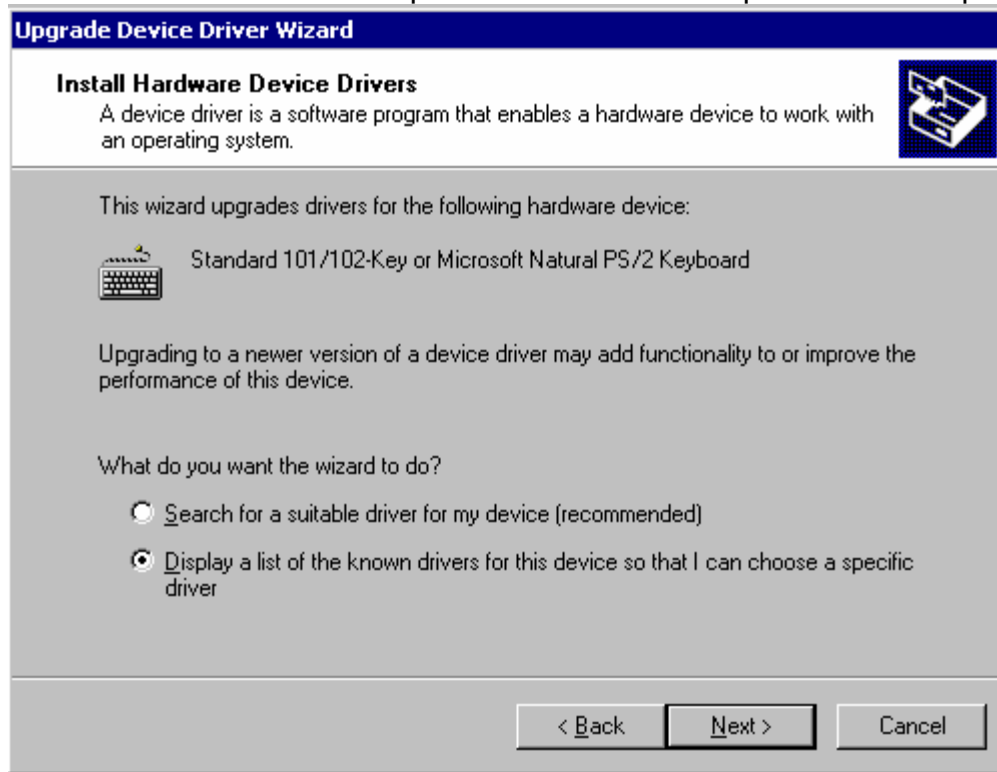 Upgrade Device Driver Wizard
Install Hardware Device Drivers
A device driver is a software program that enables a hardware device to work with
an operating system.
This wizard upgrades drivers for the following hardware device:
Standard 101/102-Key or Microsoft Natural PS/2 Keyboard
Upgrading to a newer version of a device driver may add functionality to or improve the
performance of this device.
What do you want the wizard to do?
Search for a suitable driver for my device (recommended)
Display a list of the known drivers for this device so that I can choose a specific
driver
< Back Next > Cancel